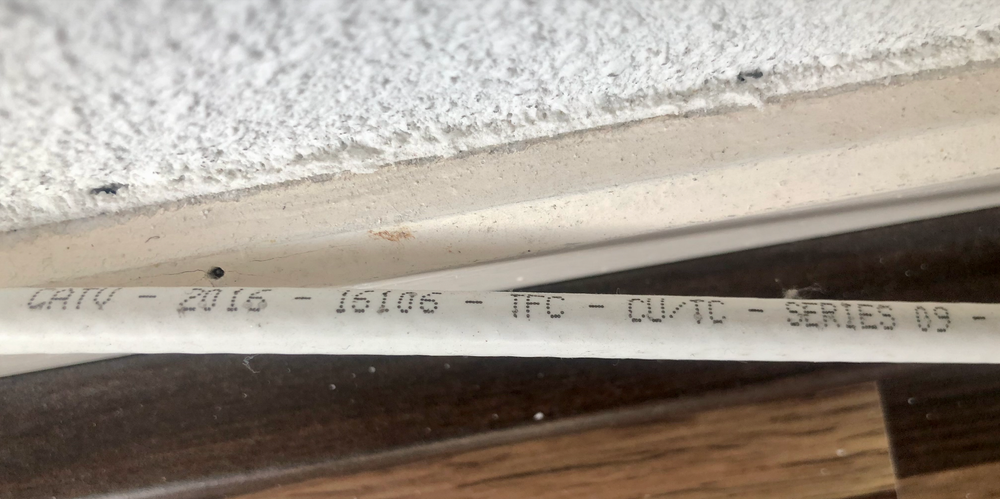 CATV - 2016 - 16106 - TFC - CU/TC - SERIES 09 -